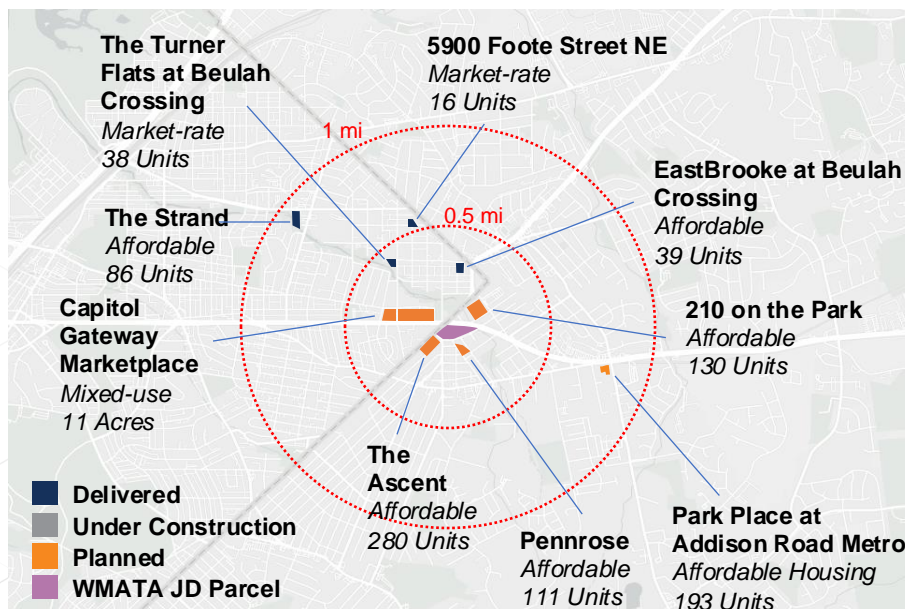 The Turner
Flats at Beulah
Crossing
Market-rate
38 Units
5900 Foote Street NE
Market-rate
16 Units
1 mi
EastBrooke at Beulah
Crossing
Affordable
39 Units
The Strand
Affordable
86 Units
0.5 mi
Capitol
Gateway
Marketplace
Mixed-use
11 Acres
210 on the Park
Affordable
130 Units
The
Ascent
Affordable
280 Units
Pennrose
Affordable
111 Units
Park Place at
Addison Road Metro
Affordable Housing
193 Units
Delivered
Under Construction
Planned
WMATA JD Parcel